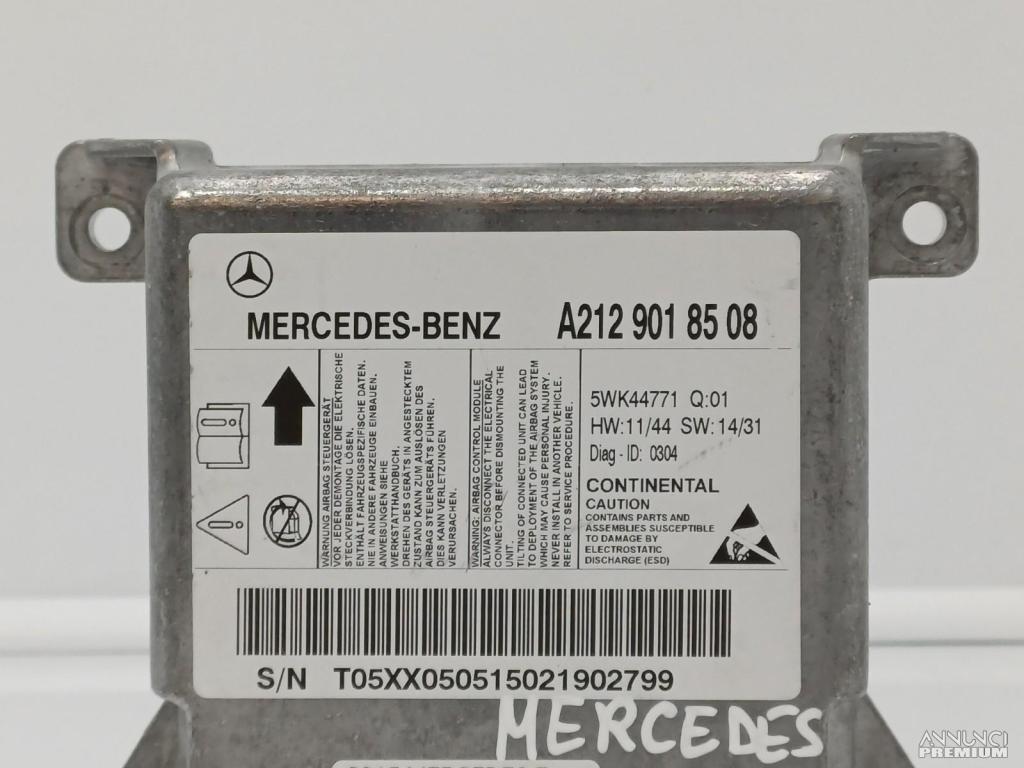 MERCEDES-BENZ A212 901 85 08
WARNUNG AIRBAG STEUERGERÄT
VOR JEDER DEMONTAGE DIE ELEKTRISCHE
STECKVERBINDUNG LÖSEN.
ENTHÄLT FAHRZEUGSPEZIFISCHE DATEN.
NIE IN ANDERE FAHRZEUGE EINBAUEN.
ANWEISUNGEN SIEHE
WERKSTATTHANDBUCH.
DREHEN DES GERÄTS IN ANGESTECKTEM
ZUSTAND KANN ZUM AUSLÖSEN DES
AIRBAG STEUERGERÄTS FÜHREN.
DIES KANN VERLETZUNGEN
VERURSACHEN.
WARNING: AIRBAG CONTROL MODULE
ALWAYS DISCONNECT THE ELECTRICAL
CONNECTOR BEFORE DISMOUNTING THE
UNIT.
TILTING OF CONNECTED UNIT CAN LEAD
TO DEPLOYMENT OF THE AIRBAG SYSTEM
WHICH MAY CAUSE PERSONAL INJURY.
NEVER INSTALL IN ANOTHER VEHICLE.
REFER TO SERVICE PROCEDURE.
5WK44771 Q:01
HW:11/44 SW:14/31
Diag - ID: 0304
CONTINENTAL
CAUTION
CONTAINS PARTS AND
ASSEMBLIES SUSCEPTIBLE
TO DAMAGE BY
ELECTROSTATIC
DISCHARGE (ESD)
S/N T05XX050515021902799
MERCEDES
ANNUNCI
PREMIUM